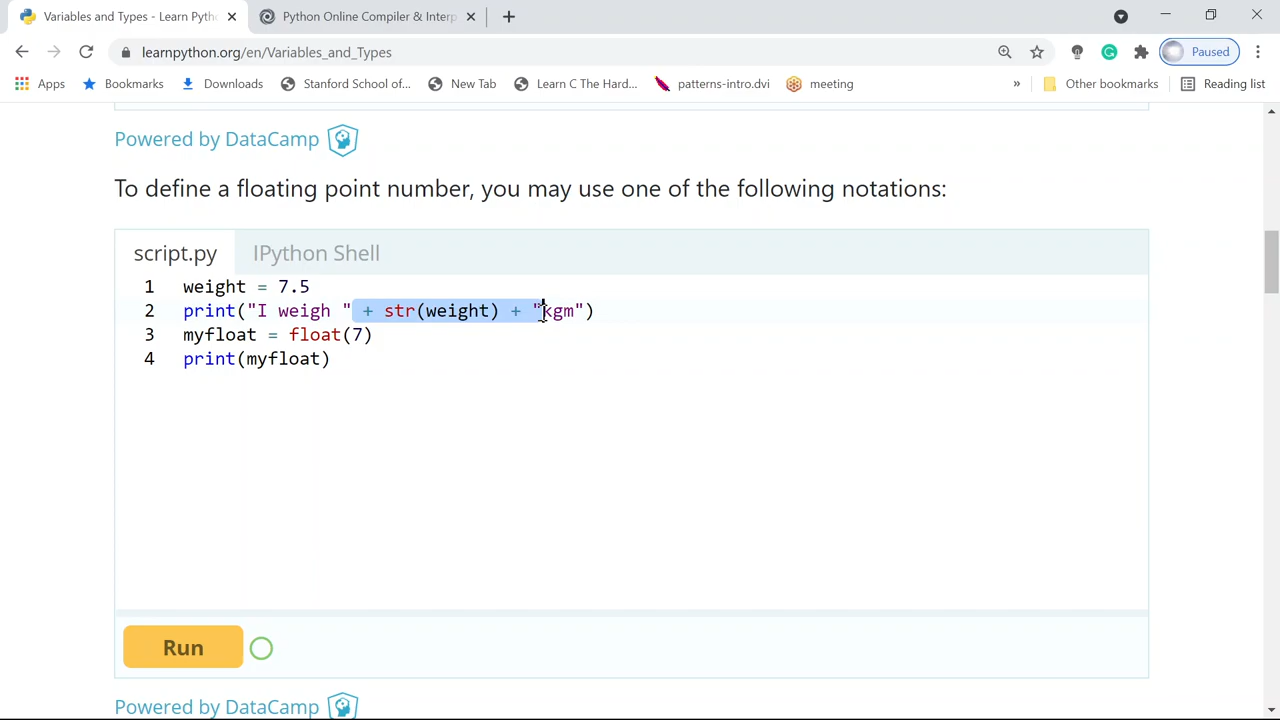 Variables and Types - Learn Pyth
Python Online Compiler & Interp
learnpython.org/en/Variables_and_Types
Paused
Apps
Bookmarks
Downloads
Stanford School of...
New Tab
Learn C The Hard...
patterns-intro.dvi
meeting
»
Other bookmarks
Reading list
Powered by DataCamp
To define a floating point number, you may use one of the following notations:
script.py
IPython Shell
1 weight = 7.5
2 print("I weigh " + str(weight) + "kgm")
3 myfloat = float(7)
4 print(myfloat)
Run
Powered by DataCamp